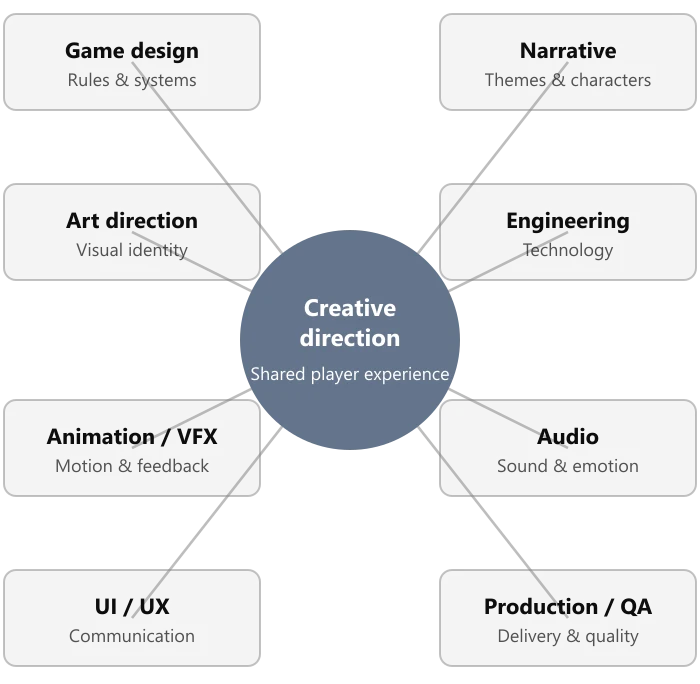 Game design
Rules & systems
Narrative
Themes & characters
Art direction
Visual identity
Engineering
Technology
Creative
direction
Shared player experience
Animation / VFX
Motion & feedback
Audio
Sound & emotion
UI / UX
Communication
Production / QA
Delivery & quality